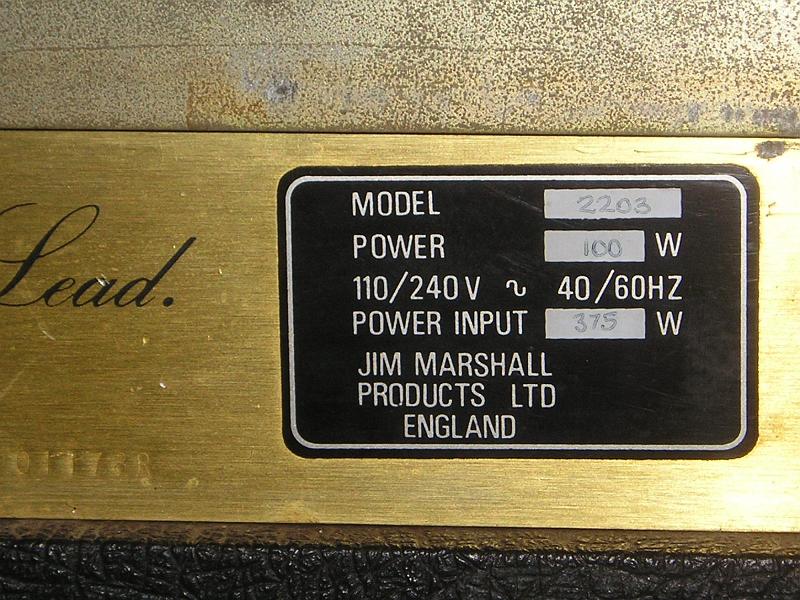 Lead.
MODEL 2203
POWER 100 W
110/240V ~ 40/60HZ
POWER INPUT 375 W
JIM MARSHALL
PRODUCTS LTD
ENGLAND